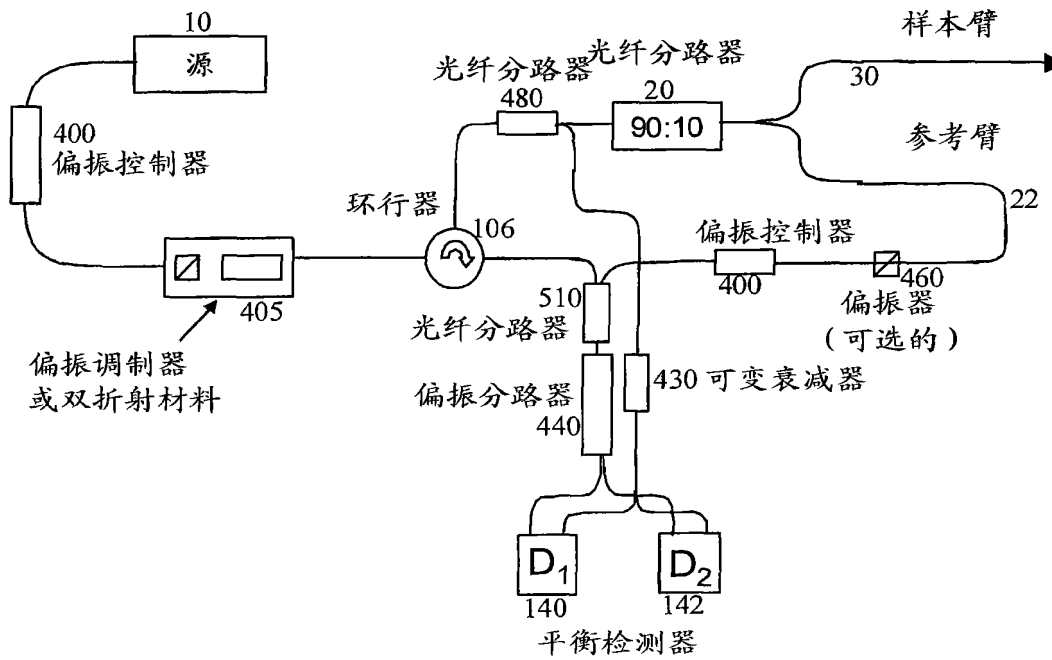 10
源
400
偏振控制器
405
偏振调制器
或双折射材料
光纤分路器
480
光纤分路器
20
90:10
样本臂
30
参考臂
22
环行器
106
偏振控制器
400
460
偏振器
(可选的)
510
光纤分路器
偏振分路器
440
430 可变衰减器
D₁
140
D₂
142
平衡检测器